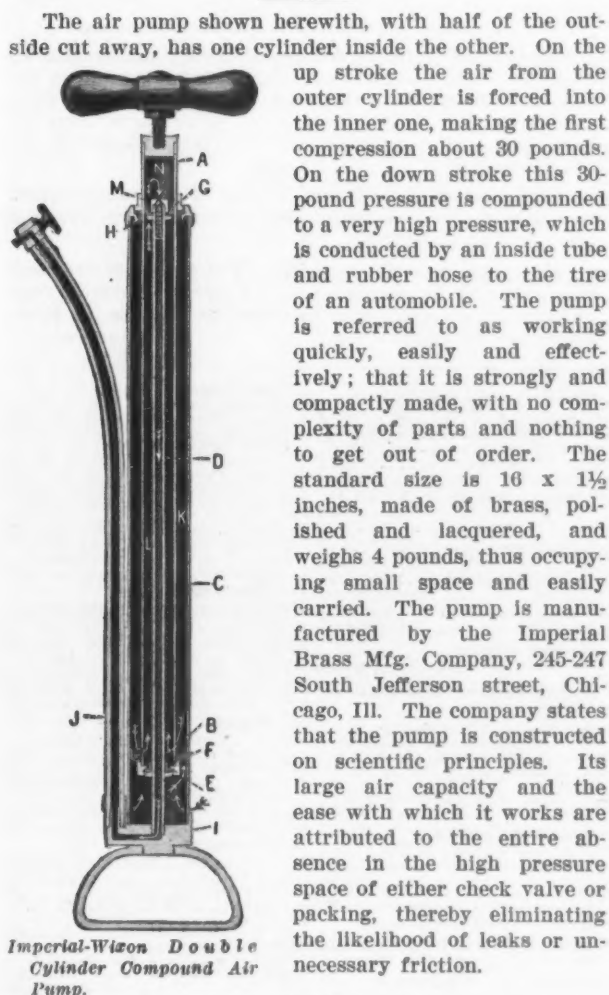 The air pump shown herewith, with half of the out-
side cut away, has one cylinder inside the other. On the
up stroke the air from the
outer cylinder is forced into
the inner one, making the first
compression about 30 pounds.
On the down stroke this 30-
pound pressure is compounded
to a very high pressure, which
is conducted by an inside tube
and rubber hose to the tire
of an automobile. The pump
is referred to as working
quickly, easily and effect-
ively; that it is strongly and
compactly made, with no com-
plexity of parts and nothing
to get out of order. The
standard size is 16 x 1½
inches, made of brass, pol-
ished and lacquered, and
weighs 4 pounds, thus occupy-
ing small space and easily
carried. The pump is manu-
factured by the Imperial
Brass Mfg. Company, 245-247
South Jefferson street, Chi-
cago, Ill. The company states
that the pump is constructed
on scientific principles. Its
large air capacity and the
ease with which it works are
attributed to the entire ab-
sence in the high pressure
space of either check valve or
packing, thereby eliminating
the likelihood of leaks or un-
necessary friction.
A
N
M
G
H
D
K
L
C
J
B
F
E
I
Imperial-Wixon Double
Cylinder Compound Air
Pump.